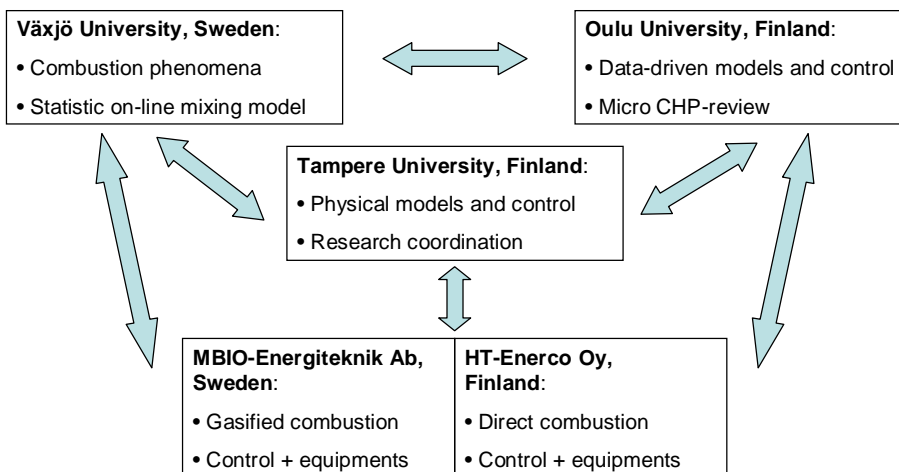 Växjö University, Sweden:
• Combustion phenomena
• Statistic on-line mixing model
Oulu University, Finland:
• Data-driven models and control
• Micro CHP-review
Tampere University, Finland:
• Physical models and control
• Research coordination
MBIO-Energiteknik Ab,
Sweden:
• Gasified combustion
• Control + equipments
HT-Enerco Oy,
Finland:
• Direct combustion
• Control + equipments